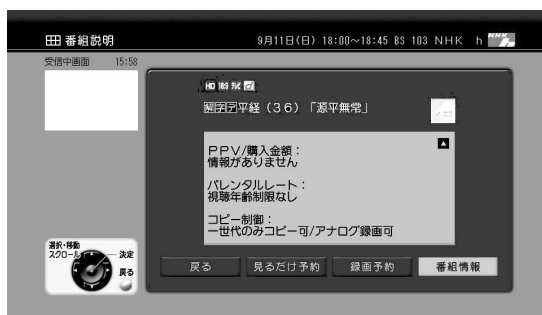 番組説明
9月11日(日) 18:00~18:45 BS 103 NHK h
受信中画面 15:58
HD
字デ平経(36)「源平無常」
PPV/購入金額:
情報がありません
パレンタルレート:
視聴年齢制限なし
コピー制御:
一世代のみコピー可/アナログ録画可
選択・移動
スクロール
決定
戻る
戻る
見るだけ予約
録画予約
番組情報